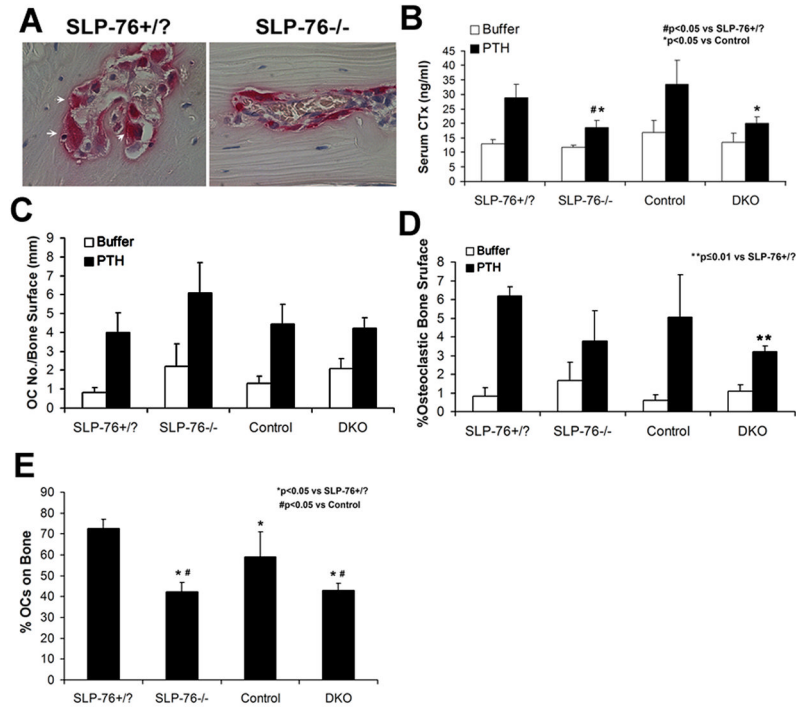 A
SLP-76+/?
SLP-76-/-
B
#p<0.05 vs SLP-76+/?
*p<0.05 vs Control
Buffer
PTH
Serum CTx (ng/ml)
45
40
35
30
25
20
15
10
5
0
# *
*
SLP-76+/?
SLP-76-/-
Control
DKO
C
Buffer
PTH
OC No./Bone Surface (mm)
9
8
7
6
5
4
3
2
1
0
SLP-76+/?
SLP-76-/-
Control
DKO
D
Buffer
PTH
**p≤0.01 vs SLP-76+/?
%Osteoclastic Bone Sruface
8
7
6
5
4
3
2
1
0
**
SLP-76+/?
SLP-76-/-
Control
DKO
E
*p<0.05 vs SLP-76+/?
#p<0.05 vs Control
% OCs on Bone
90
80
70
60
50
40
30
20
10
0
* #
*
* #
SLP-76+/?
SLP-76-/-
Control
DKO